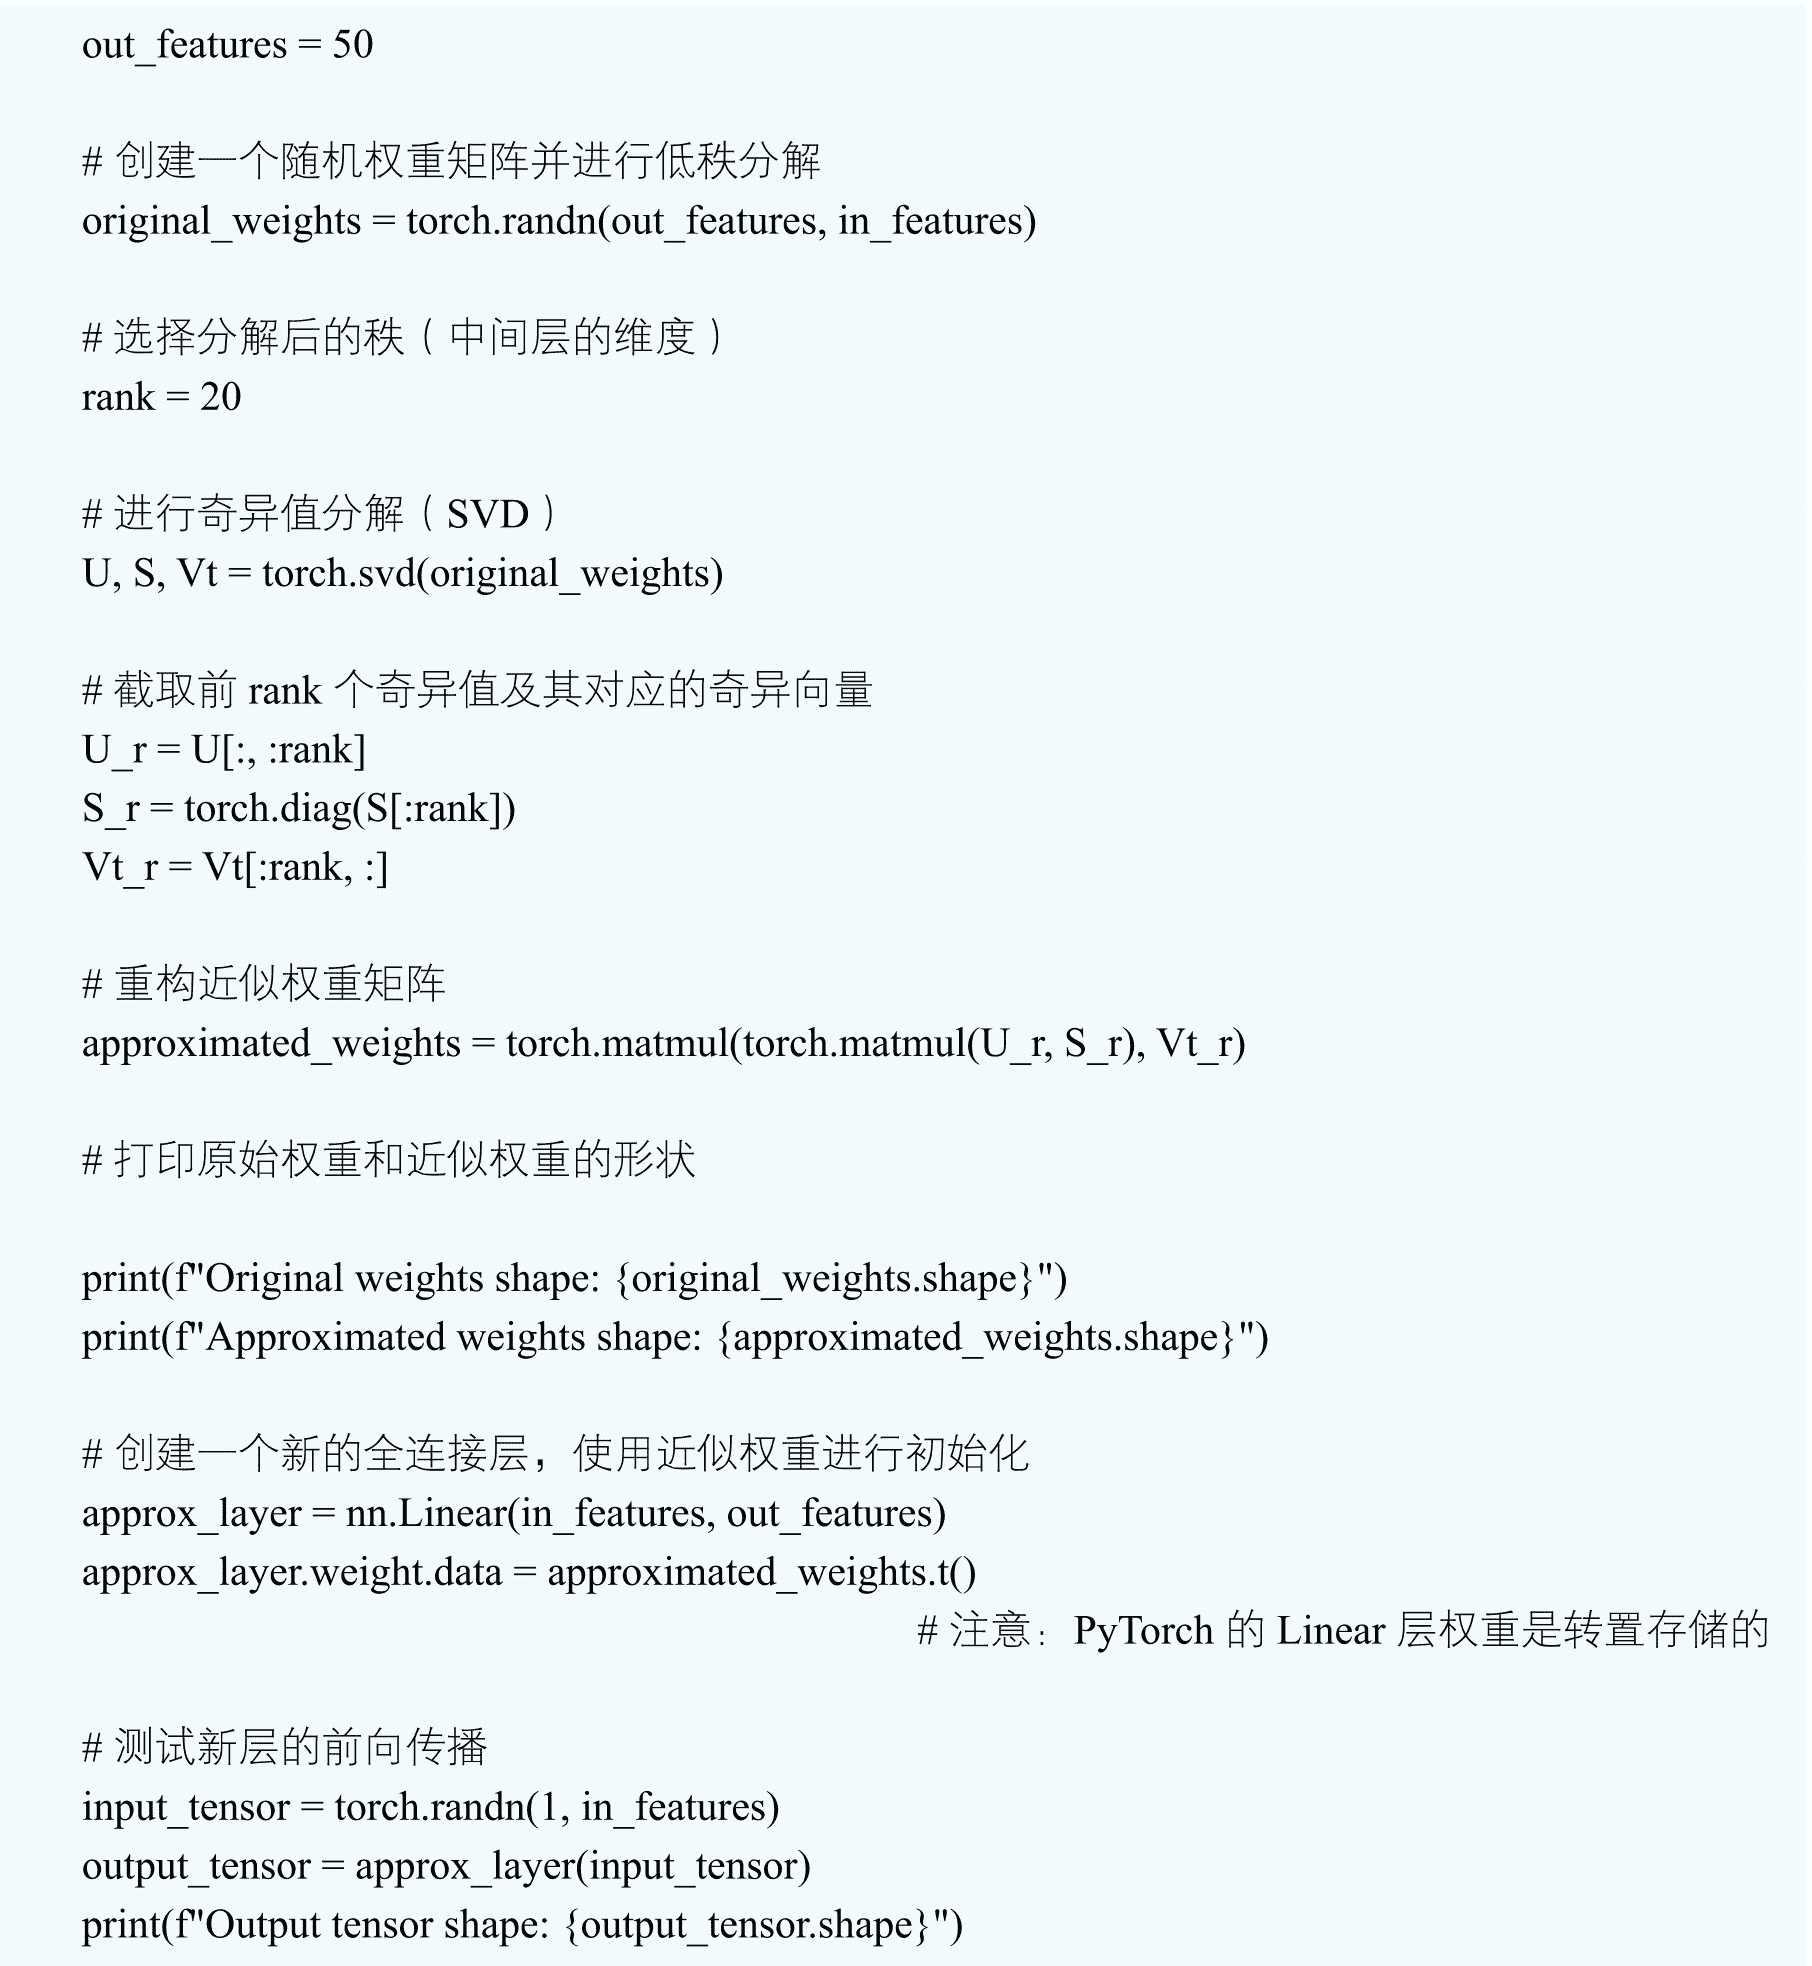 out_features = 50
# 创建一个随机权重矩阵并进行低秩分解
original_weights = torch.randn(out_features, in_features)
# 选择分解后的秩（中间层的维度）
rank = 20
# 进行奇异值分解（SVD）
U, S, Vt = torch.svd(original_weights)
# 截取前 rank 个奇异值及其对应的奇异向量
U_r = U[:, :rank]
S_r = torch.diag(S[:rank])
Vt_r = Vt[:rank, :]
# 重构近似权重矩阵
approximated_weights = torch.matmul(torch.matmul(U_r, S_r), Vt_r)
# 打印原始权重和近似权重的形状
print(f"Original weights shape: {original_weights.shape}")
print(f"Approximated weights shape: {approximated_weights.shape}")
# 创建一个新的全连接层，使用近似权重进行初始化
approx_layer = nn.Linear(in_features, out_features)
approx_layer.weight.data = approximated_weights.t()
# 注意：PyTorch 的 Linear 层权重是转置存储的
# 测试新层的前向传播
input_tensor = torch.randn(1, in_features)
output_tensor = approx_layer(input_tensor)
print(f"Output tensor shape: {output_tensor.shape}")